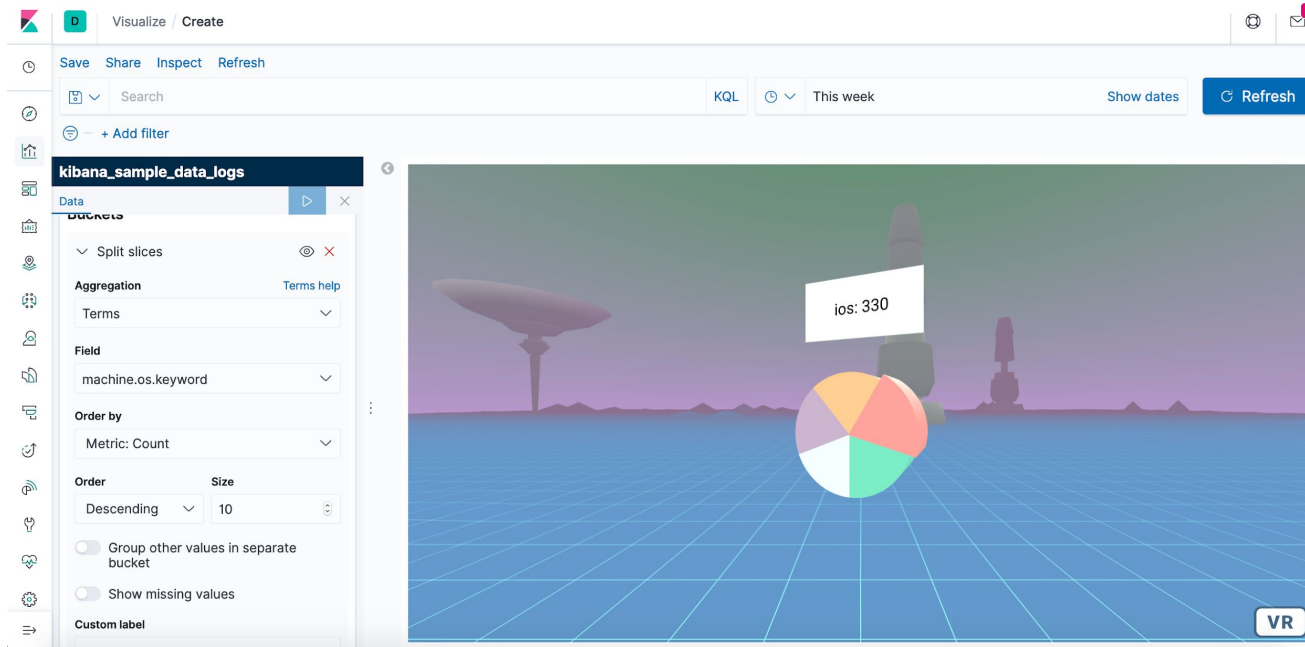 D Visualize / Create
Save Share Inspect Refresh
Search KQL This week Show dates Refresh
+ Add filter
kibana_sample_data_logs
Data
Buckets
Split slices
Aggregation Terms help
Terms
Field
machine.os.keyword
Order by
Metric: Count
Order Size
Descending 10
Group other values in separate
bucket
Show missing values
Custom label
ios: 330
VR